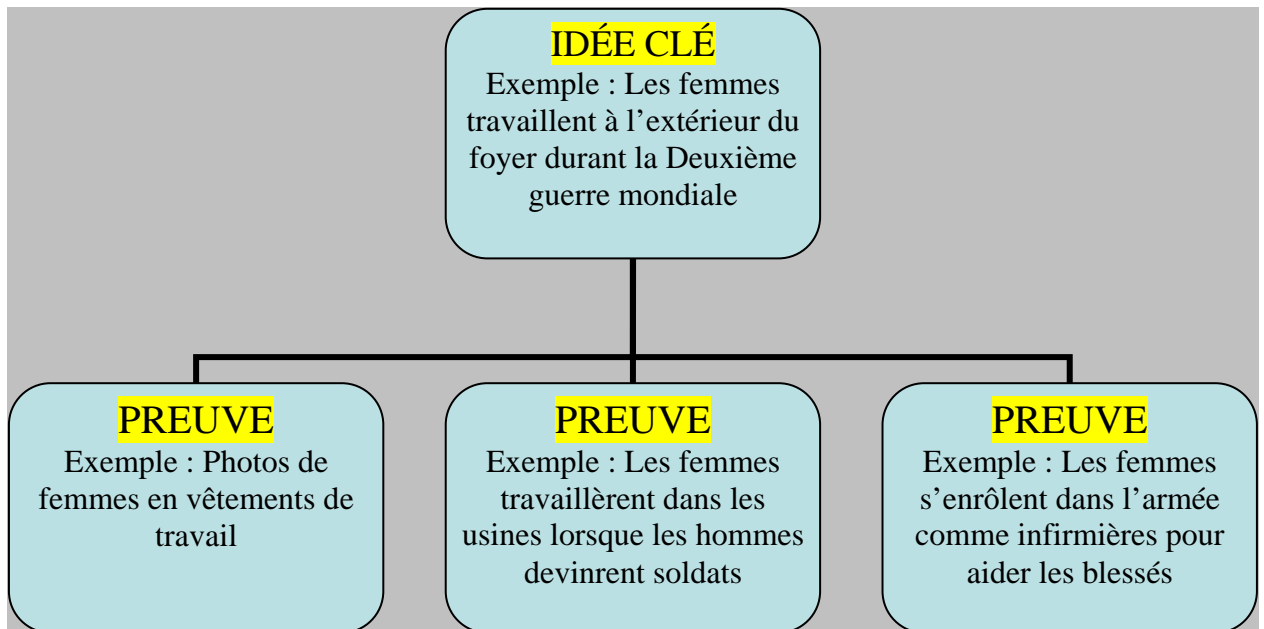 IDÉE CLÉ
Exemple : Les femmes
travaillent à l’extérieur du
foyer durant la Deuxième
guerre mondiale
PREUVE
Exemple : Photos de
femmes en vêtements de
travail
PREUVE
Exemple : Les femmes
travaillèrent dans les
usines lorsque les hommes
devinrent soldats
PREUVE
Exemple : Les femmes
s’enrôlent dans l’armée
comme infirmières pour
aider les blessés